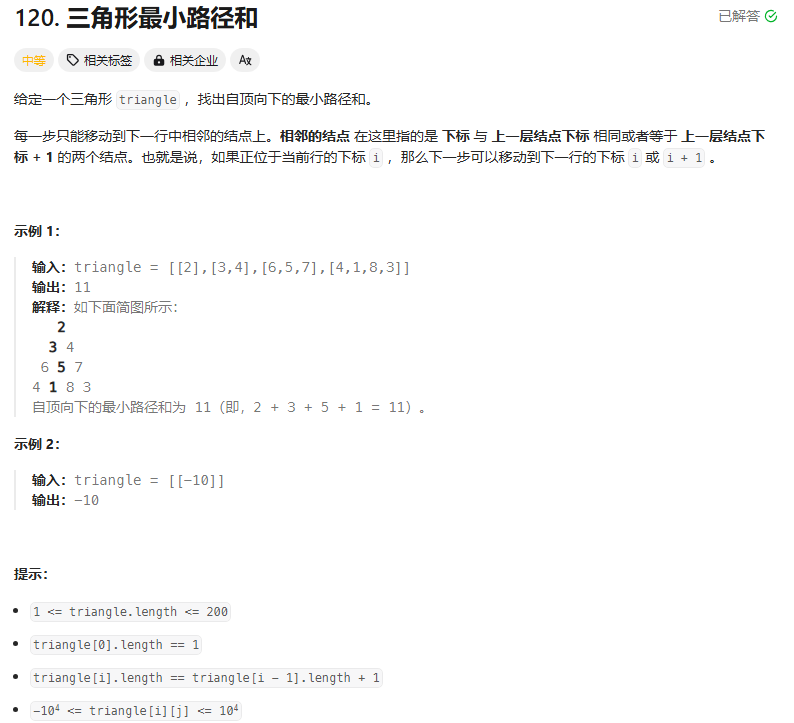 120. 三角形最小路径和
已解答
中等 相关标签 相关企业 Aあ
给定一个三角形 triangle ，找出自顶向下的最小路径和。
每一步只能移动到下一行中相邻的结点上。相邻的结点 在这里指的是 下标 与 上一层结点下标 相同或者等于 上一层结点下
标 + 1 的两个结点。也就是说，如果正位于当前行的下标 i ，那么下一步可以移动到下一行的下标 i 或 i + 1 。
示例 1：
输入：triangle = [[2],[3,4],[6,5,7],[4,1,8,3]]
输出：11
解释：如下面简图所示：
2
3 4
6 5 7
4 1 8 3
自顶向下的最小路径和为 11（即，2 + 3 + 5 + 1 = 11）。
示例 2：
输入：triangle = [[-10]]
输出：-10
提示：
1 <= triangle.length <= 200
triangle[0].length == 1
triangle[i].length == triangle[i - 1].length + 1
-10⁴ <= triangle[i][j] <= 10⁴